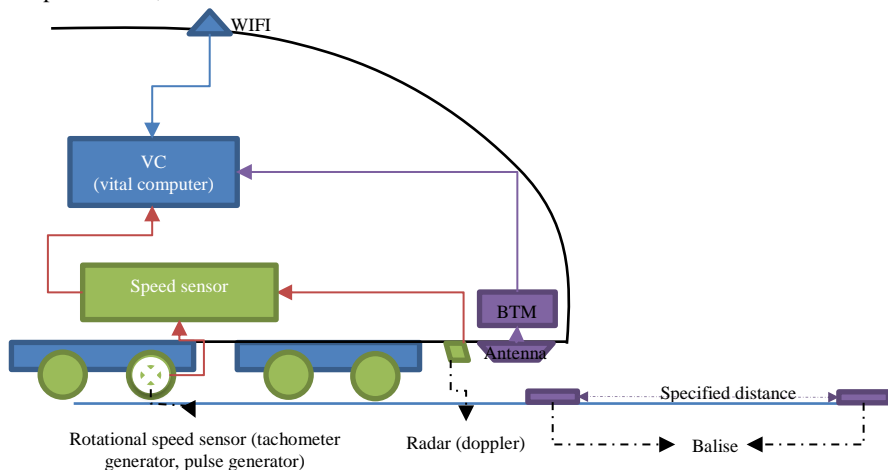 WIFI
VC
(vital computer)
Speed sensor
BTM
Antenna
Specified distance
Rotational speed sensor (tachometer
generator, pulse generator)
Radar (doppler)
Balise